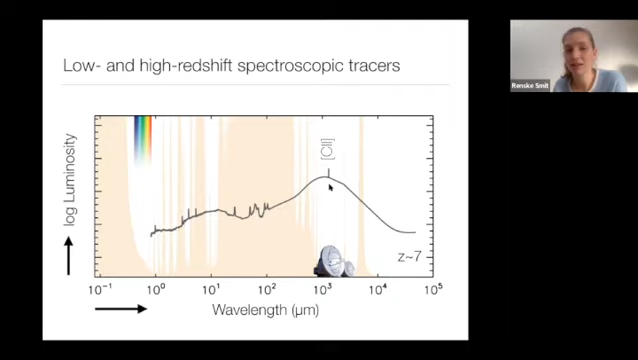 Low- and high-redshift spectroscopic tracers
Renske Smit
log Luminosity
[CII]
z~7
10⁻¹ 10⁰ 10¹ 10² 10³ 10⁴ 10⁵
Wavelength (μm)